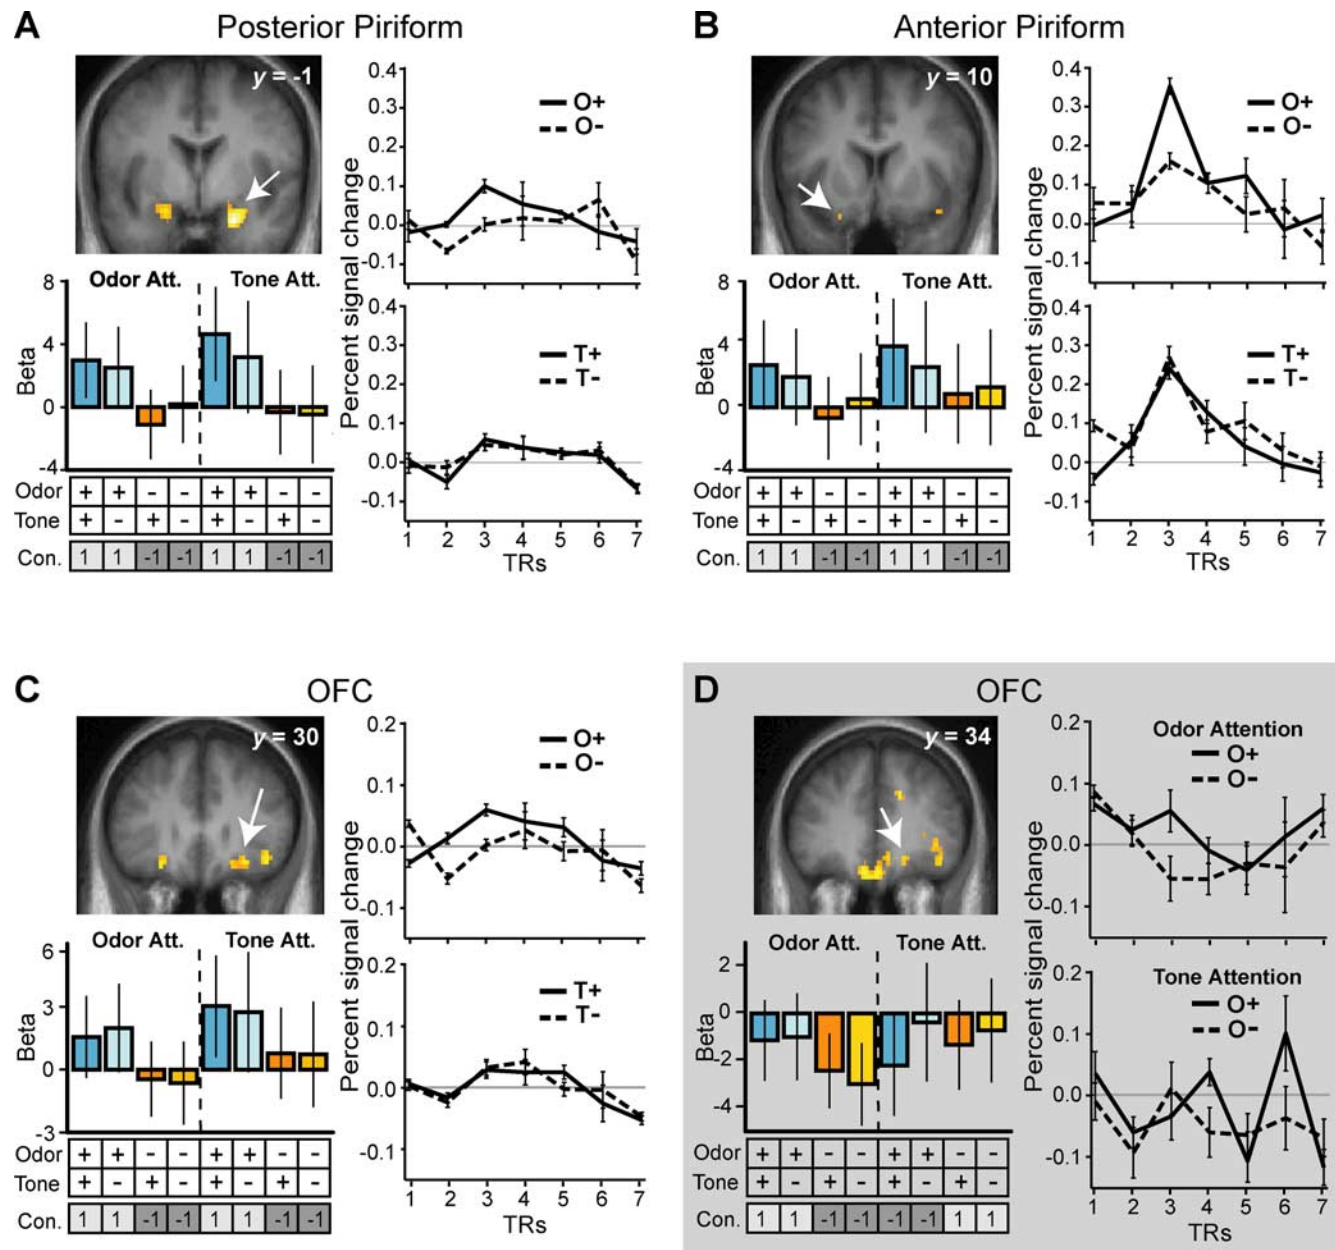 A Posterior Piriform
y = -1
0.4
0.3
0.2
0.1
0.0
-0.1
O+
O-
Percent signal change
0.4
0.3
0.2
0.1
0.0
-0.1
T+
T-
1 2 3 4 5 6 7
TRs
Odor Att. Tone Att.
8
4
0
-4
Beta
Odor + + - - + + - -
Tone + - + - + - + -
Con. 1 1 -1 -1 1 1 -1 -1
B Anterior Piriform
y = 10
0.4
0.3
0.2
0.1
0.0
-0.1
O+
O-
Percent signal change
0.4
0.3
0.2
0.1
0.0
-0.1
T+
T-
1 2 3 4 5 6 7
TRs
Odor Att. Tone Att.
8
4
0
-4
Beta
Odor + + - - + + - -
Tone + - + - + - + -
Con. 1 1 -1 -1 1 1 -1 -1
C OFC
y = 30
0.2
0.1
0.0
-0.1
O+
O-
Percent signal change
0.2
0.1
0.0
-0.1
T+
T-
1 2 3 4 5 6 7
TRs
Odor Att. Tone Att.
6
3
0
-3
Beta
Odor + + - - + + - -
Tone + - + - + - + -
Con. 1 1 -1 -1 1 1 -1 -1
D OFC
y = 34
0.2
0.1
0.0
-0.1
Odor Attention
O+
O-
Percent signal change
0.2
0.1
0.0
-0.1
Tone Attention
O+
O-
1 2 3 4 5 6 7
TRs
Odor Att. Tone Att.
2
0
-2
-4
Beta
Odor + + - - + + - -
Tone + - + - + - + -
Con. 1 1 -1 -1 -1 -1 1 1